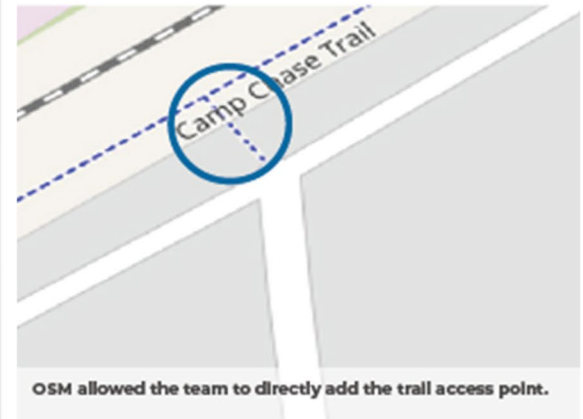 Camp Chase Trail
OSM allowed the team to directly add the trail access point.